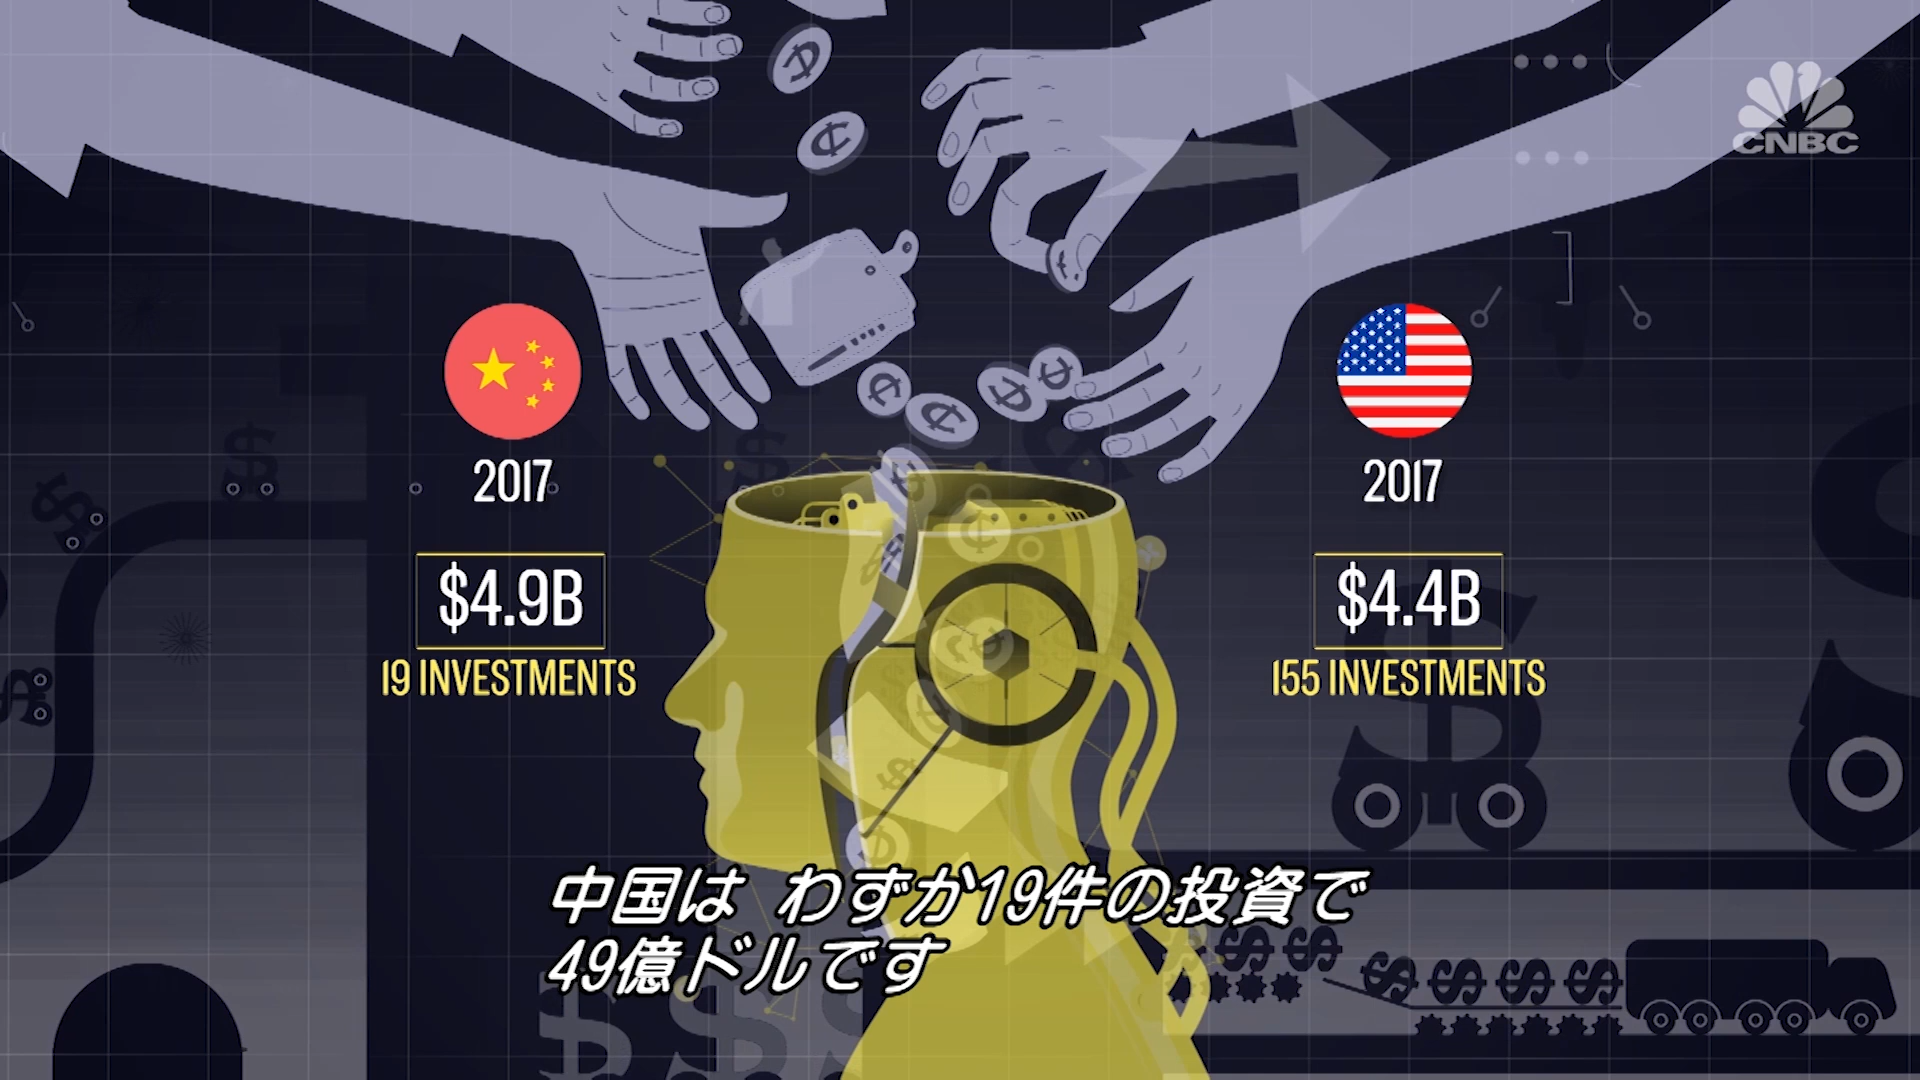 CNBC
2017
$4.9B
19 INVESTMENTS
2017
$4.4B
155 INVESTMENTS
中国は わずか19件の投資で
49億ドルです